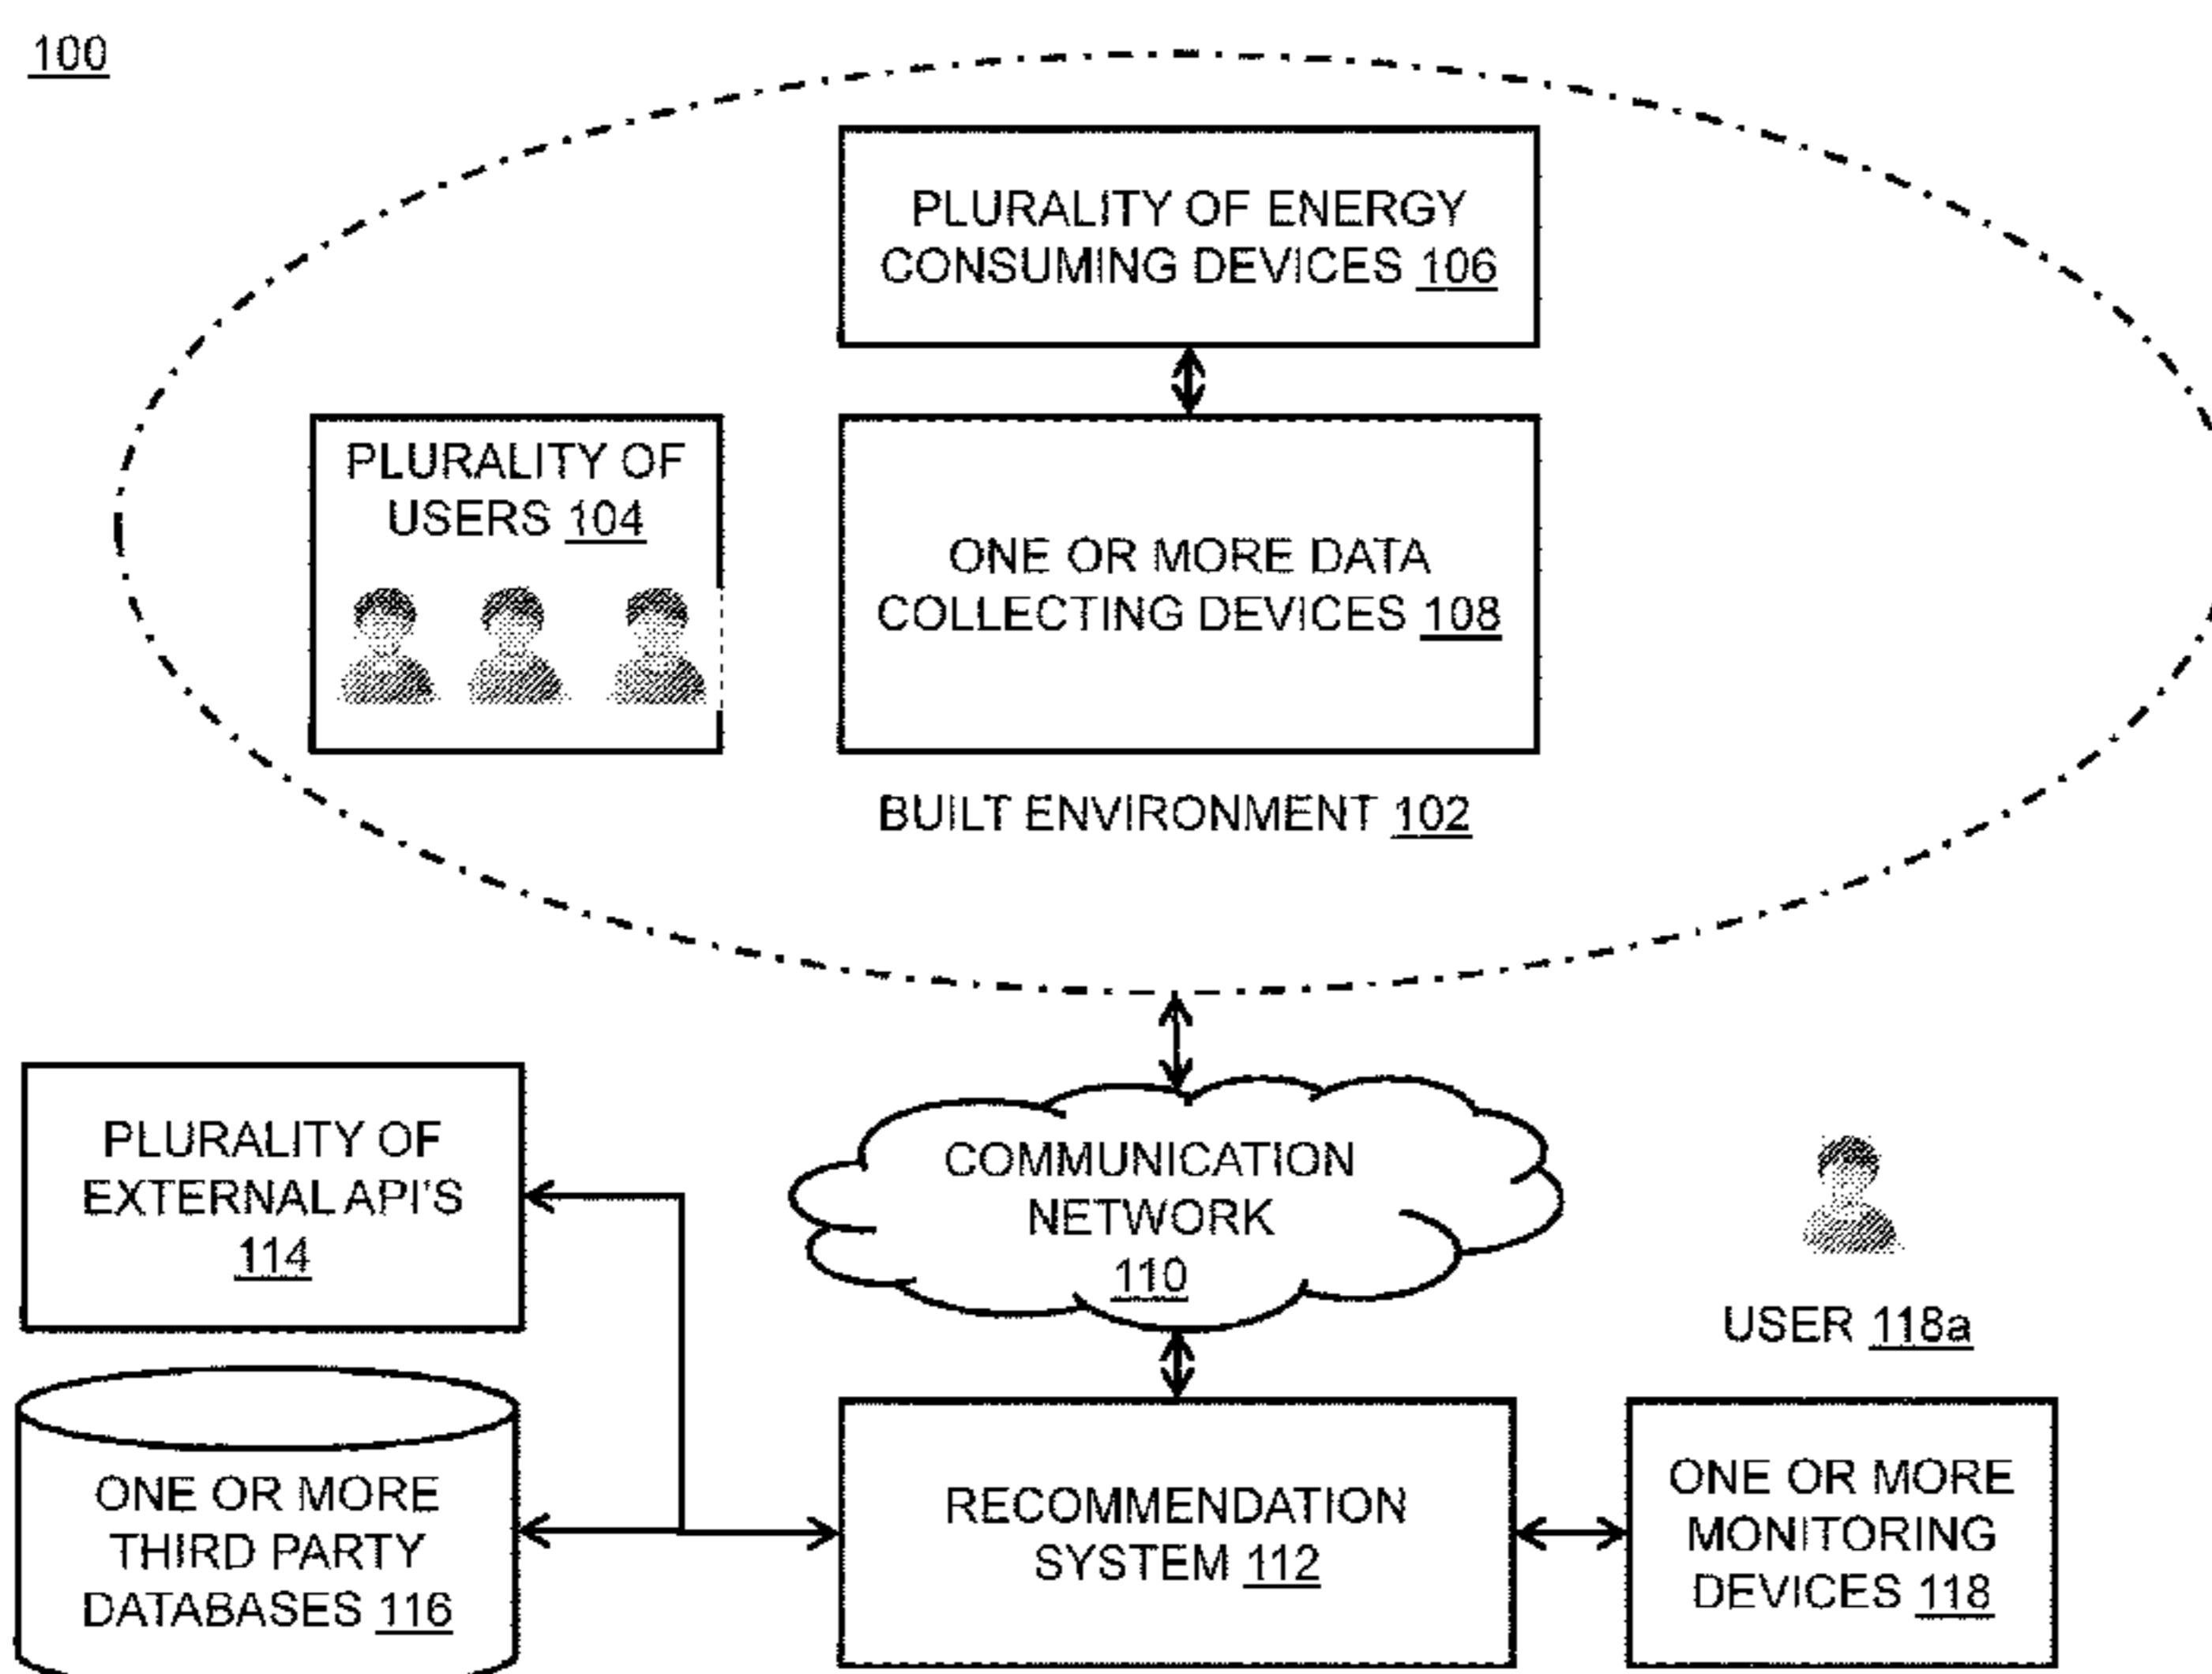 100
PLURALITY OF ENERGY
CONSUMING DEVICES 106
PLURALITY OF
USERS 104
ONE OR MORE DATA
COLLECTING DEVICES 108
BUILT ENVIRONMENT 102
PLURALITY OF
EXTERNAL API'S
114
COMMUNICATION
NETWORK
110
USER 118a
ONE OR MORE
THIRD PARTY
DATABASES 116
RECOMMENDATION
SYSTEM 112
ONE OR MORE
MONITORING
DEVICES 118